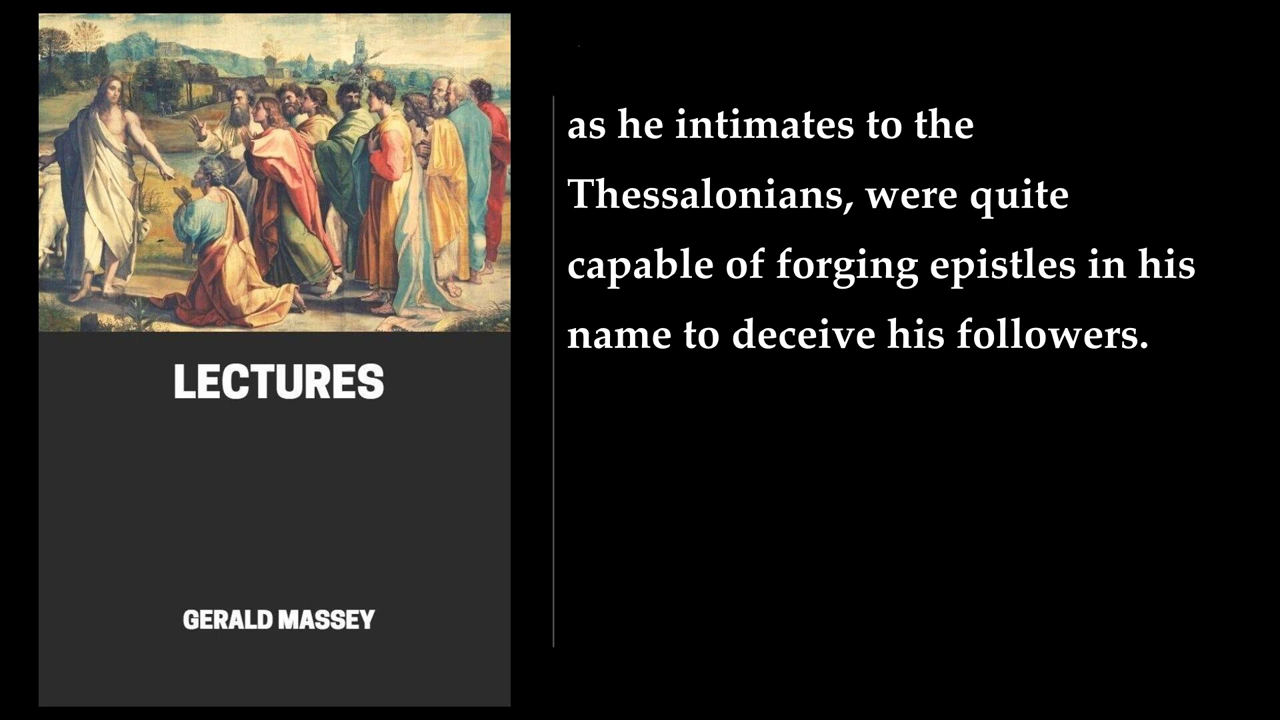 LECTURES
GERALD MASSEY
as he intimates to the
Thessalonians, were quite
capable of forging epistles in his
name to deceive his followers.